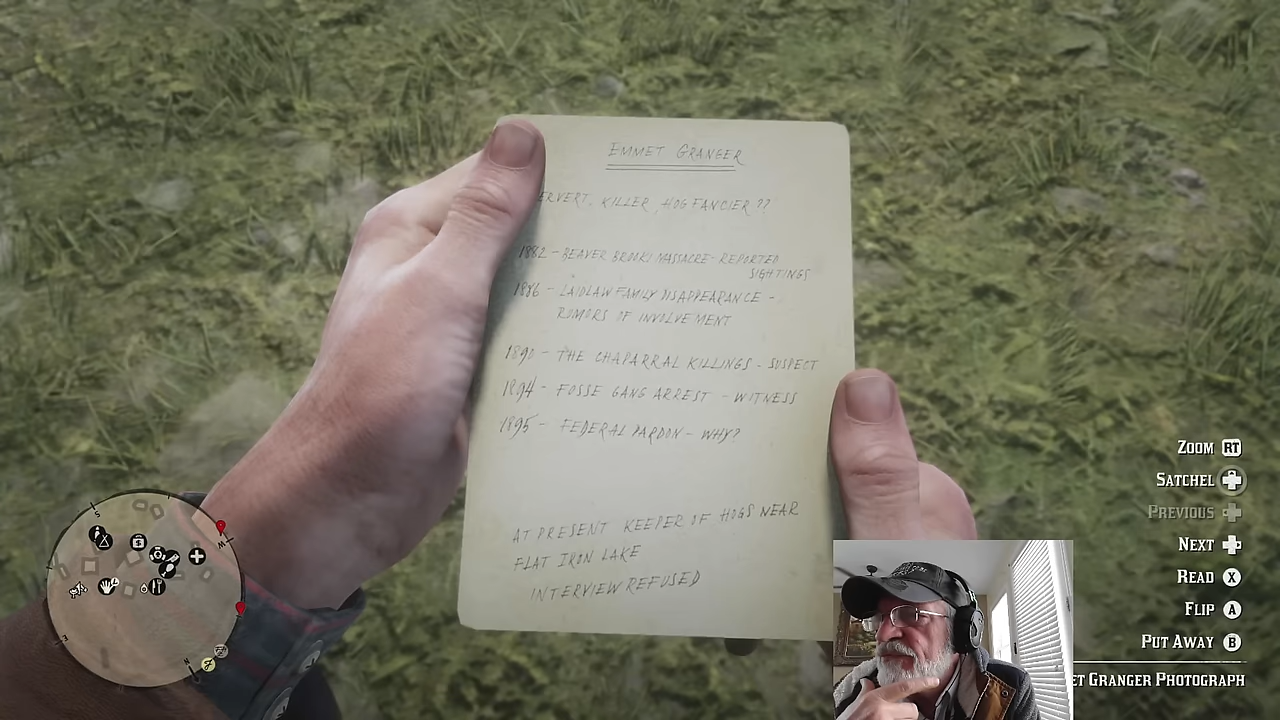 EMMET GRANGER
ERVERT, KILLER, HOG FANCIER ??
1882 - BEAVER BROOK MASSACRE - REPORTED
SIGHTINGS
1886 - LAIDLAW FAMILY DISAPPEARANCE -
RUMORS OF INVOLVEMENT
1890 - THE CHAPARRAL KILLINGS - SUSPECT
1894 - FOSSE GANG ARREST - WITNESS
1895 - FEDERAL PARDON - WHY?
AT PRESENT KEEPER OF HOGS NEAR
FLAT IRON LAKE
INTERVIEW REFUSED
ZOOM RT
SATCHEL
PREVIOUS
NEXT
READ X
FLIP A
PUT AWAY B
ET GRANGER PHOTOGRAPH
S
W
E
N